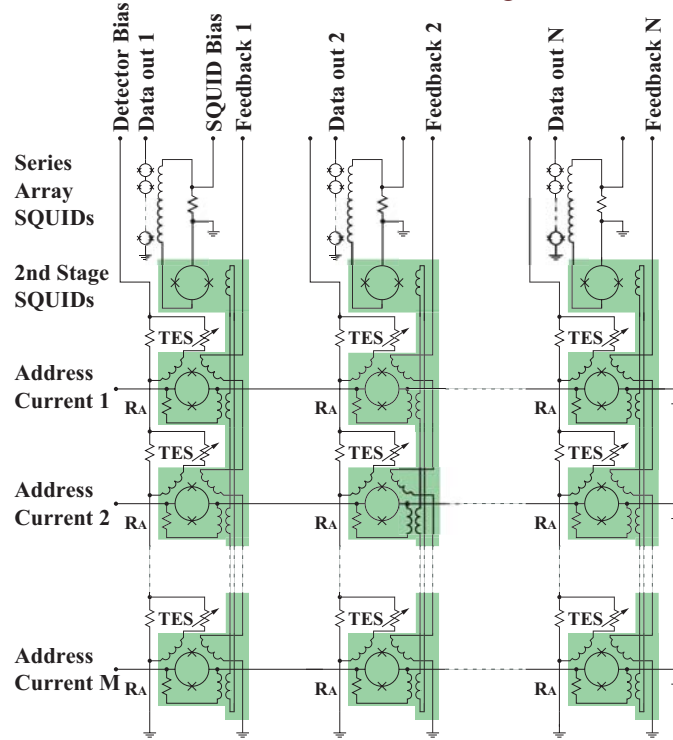 Detector Bias
Data out 1
SQUID Bias
Feedback 1
Data out 2
Feedback 2
Data out N
Feedback N
Series
Array
SQUIDs
2nd Stage
SQUIDs
TES TES TES
Address
Current 1
RA RA RA
TES TES TES
Address
Current 2
RA RA RA
TES TES TES
Address
Current M
RA RA RA